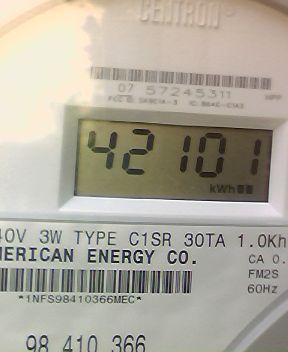 CENTRON
07 57245311
42101
kWh
40V 3W TYPE C1SR 30TA 1.0Kh
MERICAN ENERGY CO.
CA 0.
FM2S
60Hz
*1NFS98410366MEC*
98 410 366